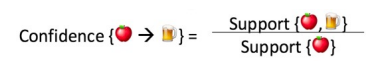 Confidence {🍎 → 🍺} = 
Support {🍎, 🍺}
Support {🍎}